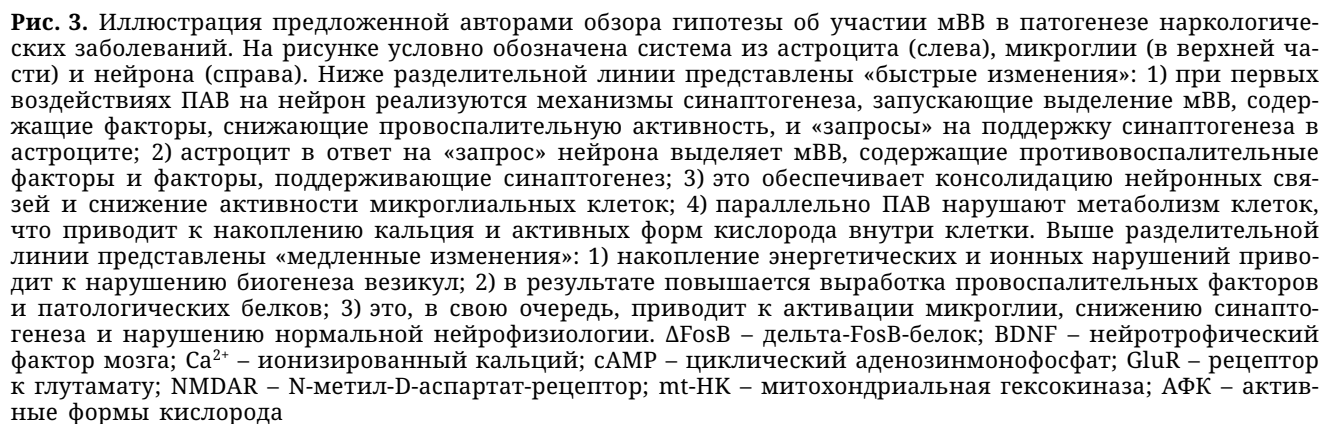 Рис. 3. Иллюстрация предложенной авторами обзора гипотезы об участии мВВ в патогенезе наркологиче-
ских заболеваний. На рисунке условно обозначена система из астроцита (слева), микроглии (в верхней ча-
сти) и нейрона (справа). Ниже разделительной линии представлены «быстрые изменения»: 1) при первых
воздействиях ПАВ на нейрон реализуются механизмы синаптогенеза, запускающие выделение мВВ, содер-
жащие факторы, снижающие провоспалительную активность, и «запросы» на поддержку синаптогенеза в
астроците; 2) астроцит в ответ на «запрос» нейрона выделяет мВВ, содержащие противовоспалительные
факторы и факторы, поддерживающие синаптогенез; 3) это обеспечивает консолидацию нейронных свя-
зей и снижение активности микроглиальных клеток; 4) параллельно ПАВ нарушают метаболизм клеток,
что приводит к накоплению кальция и активных форм кислорода внутри клетки. Выше разделительной
линии представлены «медленные изменения»: 1) накопление энергетических и ионных нарушений приво-
дит к нарушению биогенеза везикул; 2) в результате повышается выработка провоспалительных факторов
и патологических белков; 3) это, в свою очередь, приводит к активации микроглии, снижению синапто-
генеза и нарушению нормальной нейрофизиологии. ΔFosB – дельта-FosB-белок; BDNF – нейротрофический
фактор мозга; Ca²⁺ – ионизированный кальций; cAMP – циклический аденозинмонофосфат; GluR – рецептор
к глутамату; NMDAR – N-метил-D-аспартат-рецептор; mt-HK – митохондриальная гексокиназа; АФК – актив-
ные формы кислорода